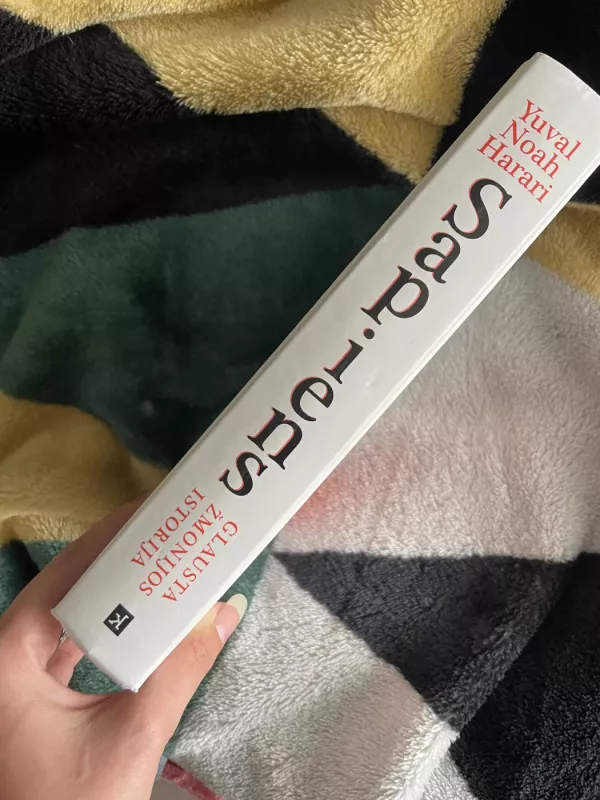 Yuval
Noah
Harari
Sapiens
GLAUSTA
ŽMONIJOS
ISTORIJA
K